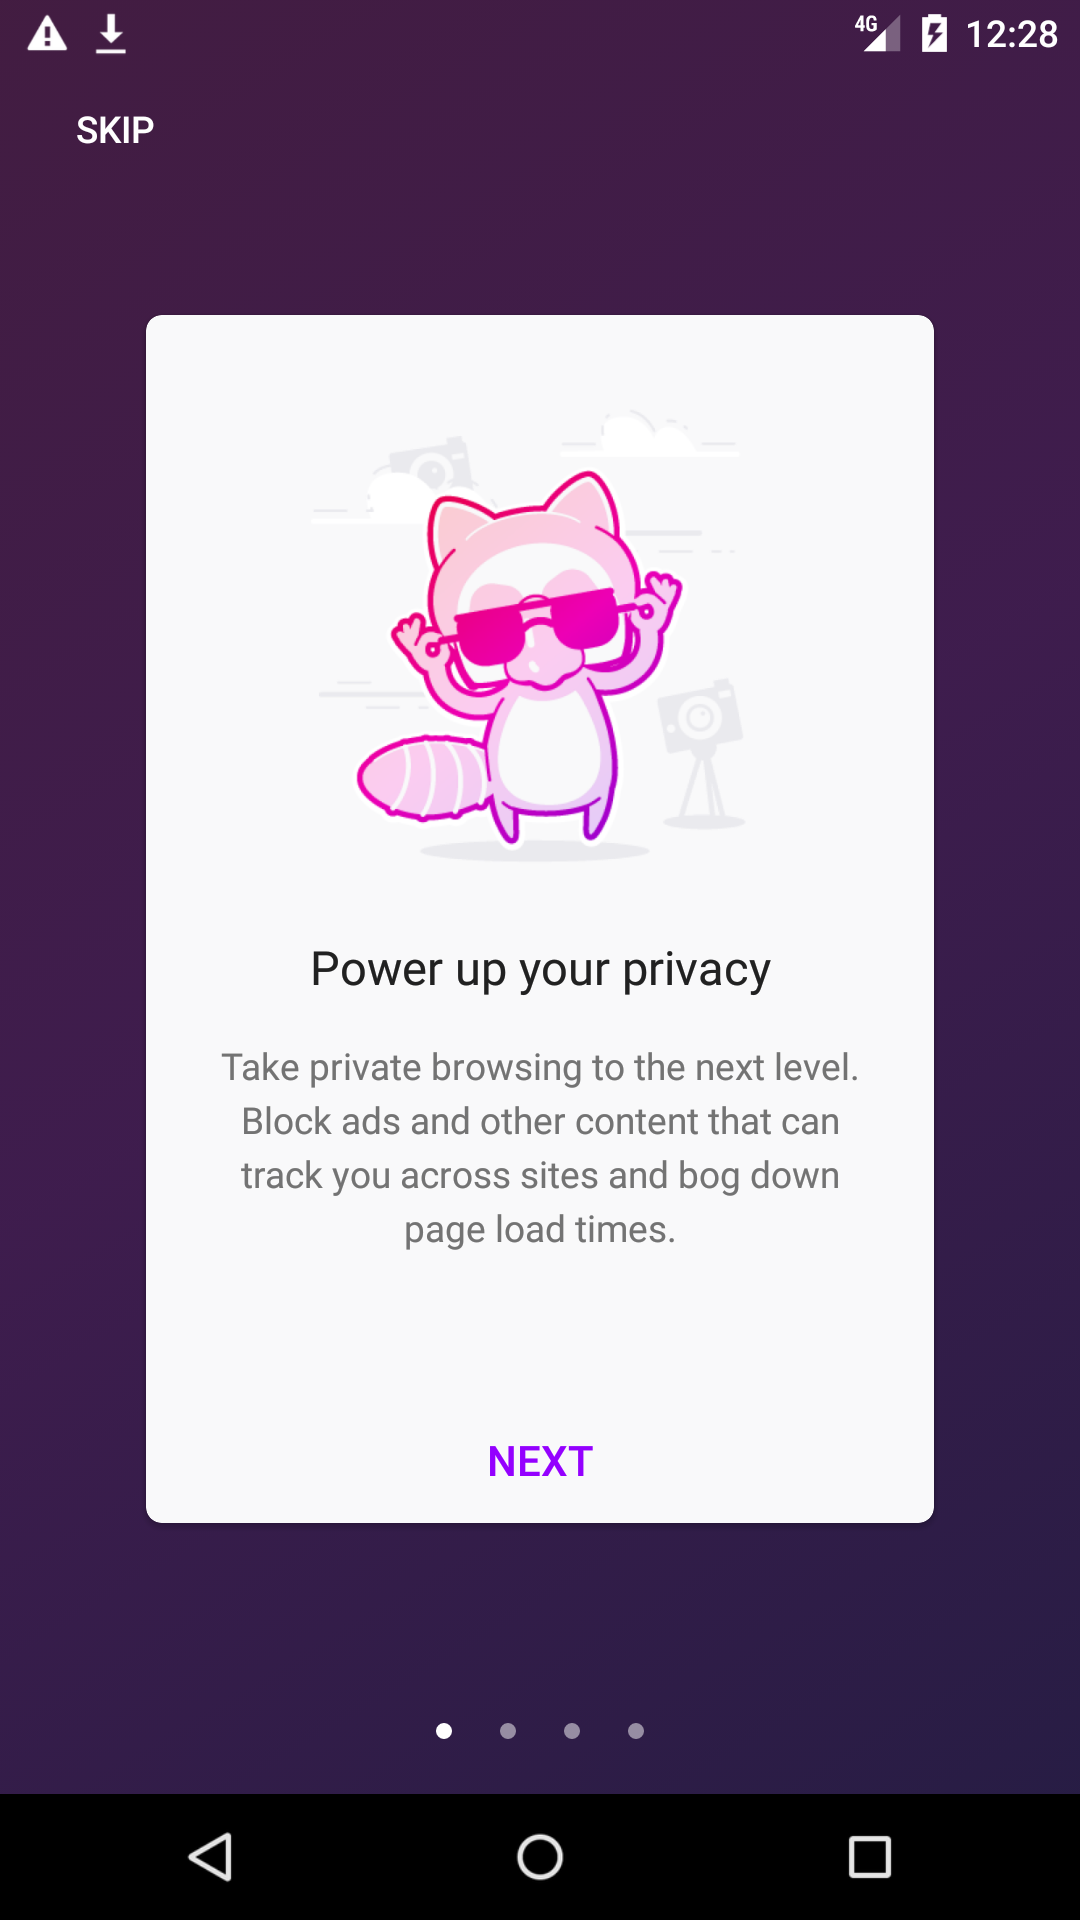 4G 12:28
SKIP
Power up your privacy
Take private browsing to the next level.
Block ads and other content that can
track you across sites and bog down
page load times.
NEXT